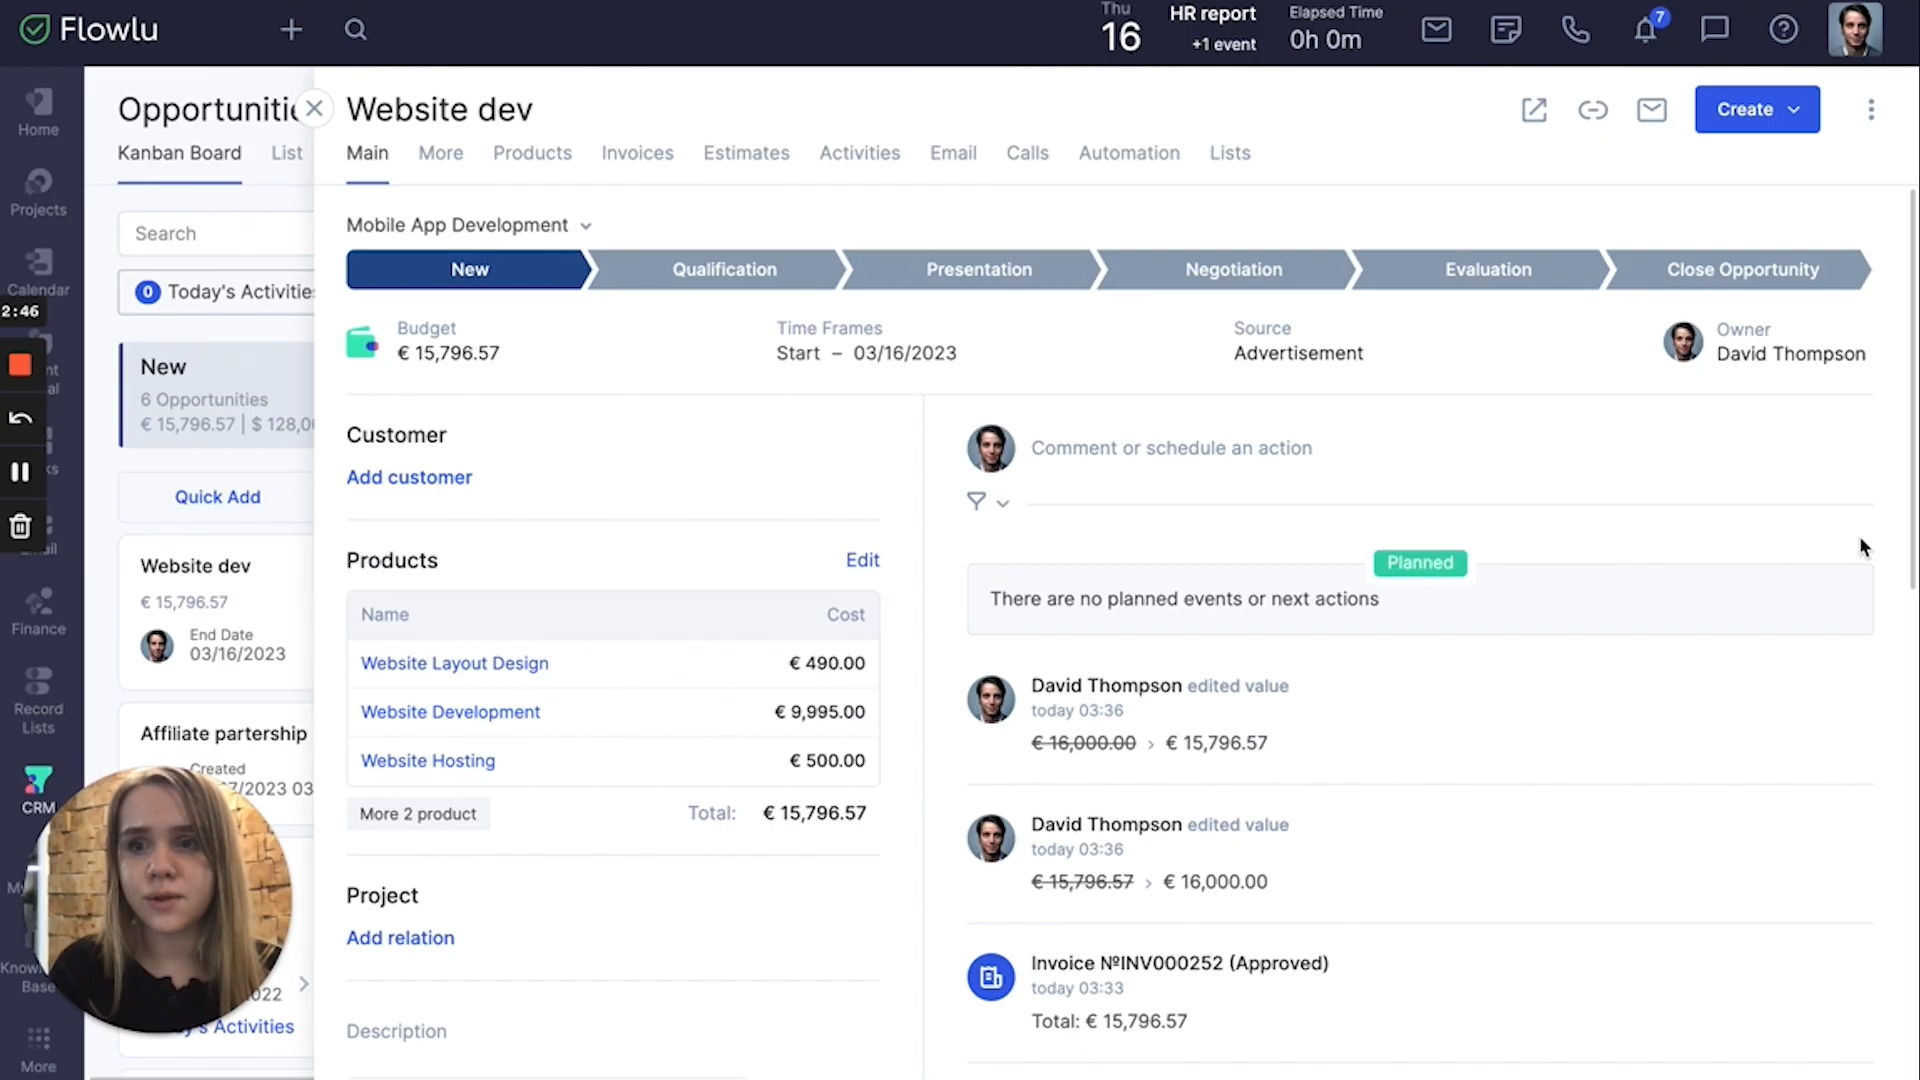 Flowlu
Thu
16
HR report
+1 event
Elapsed Time
0h 0m
7
Home
Projects
Calendar
2:46
Finance
Record
Lists
CRM
My
Base
More
Opportunitie
Kanban Board
List
Search
0
Today's Activities
New
6 Opportunities
€ 15,796.57 | $ 128,0
Quick Add
Website dev
€ 15,796.57
End Date
03/16/2023
Affiliate partership
Created
7/2023 03
022
's Activities
Website dev
Create
Main
More
Products
Invoices
Estimates
Activities
Email
Calls
Automation
Lists
Mobile App Development
New
Qualification
Presentation
Negotiation
Evaluation
Close Opportunity
Budget
€ 15,796.57
Time Frames
Start – 03/16/2023
Source
Advertisement
Owner
David Thompson
Customer
Add customer
Products
Edit
Name
Cost
Website Layout Design
€ 490.00
Website Development
€ 9,995.00
Website Hosting
€ 500.00
More 2 product
Total: € 15,796.57
Project
Add relation
Description
Comment or schedule an action
Planned
There are no planned events or next actions
David Thompson edited value
today 03:36
€ 16,000.00 › € 15,796.57
David Thompson edited value
today 03:36
€ 15,796.57 › € 16,000.00
Invoice №INV000252 (Approved)
today 03:33
Total: € 15,796.57